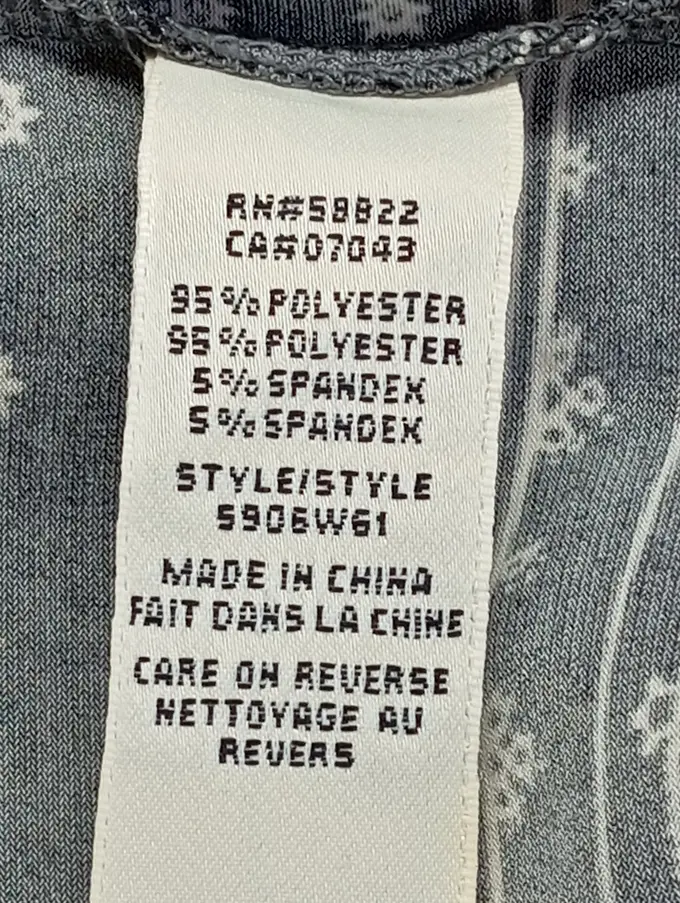 RN#58822
CA#07043
95%POLYESTER
95%POLYESTER
5%SPANDEX
5%SPANDEX
STYLE/STYLE
5906W61
MADE IN CHINA
FAIT DANS LA CHINE
CARE ON REVERSE
NETTOYAGE AU
REVERS